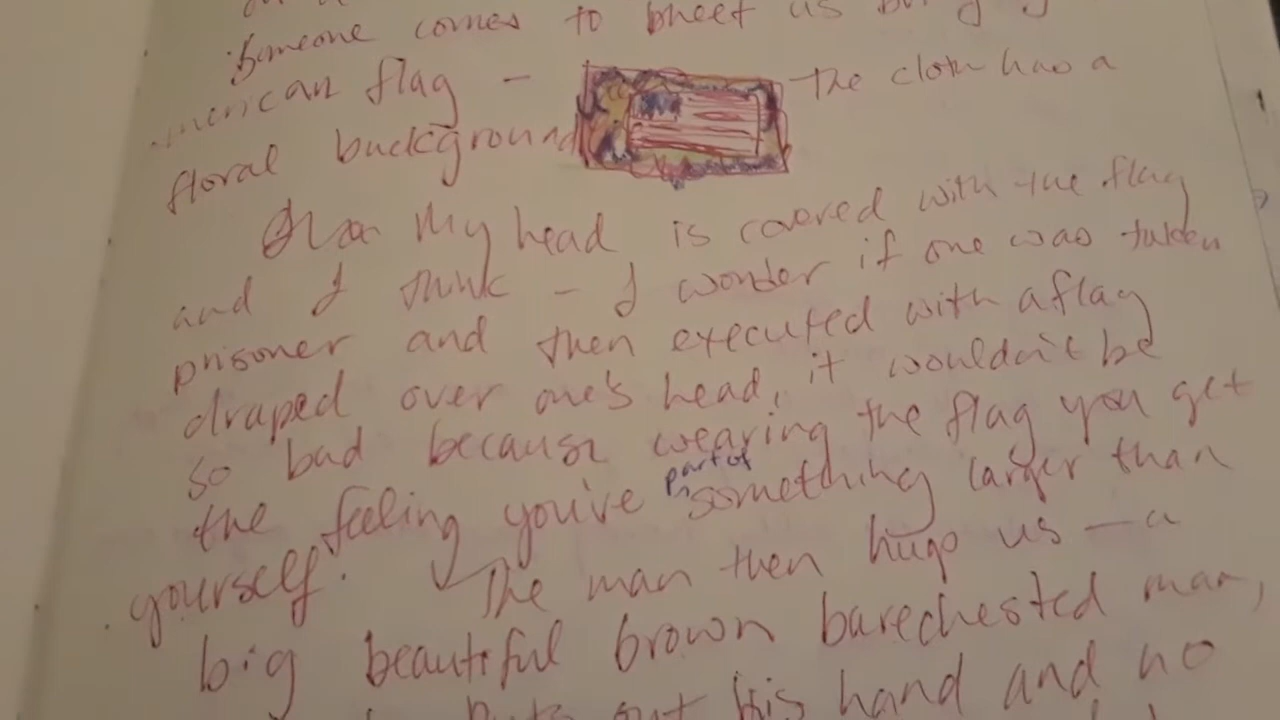 Someone comes to meet us
merican flag - The cloth has a
floral background
My head is covered with the flag
and I think - I wonder if one was taken
prisoner and then executed with a flag
draped over one's head, it wouldn't be
so bad because wearing the flag you get
the feeling you're part of something larger than
yourself. The man then hugs us — a
big beautiful brown barechested man,
puts out his hand and no